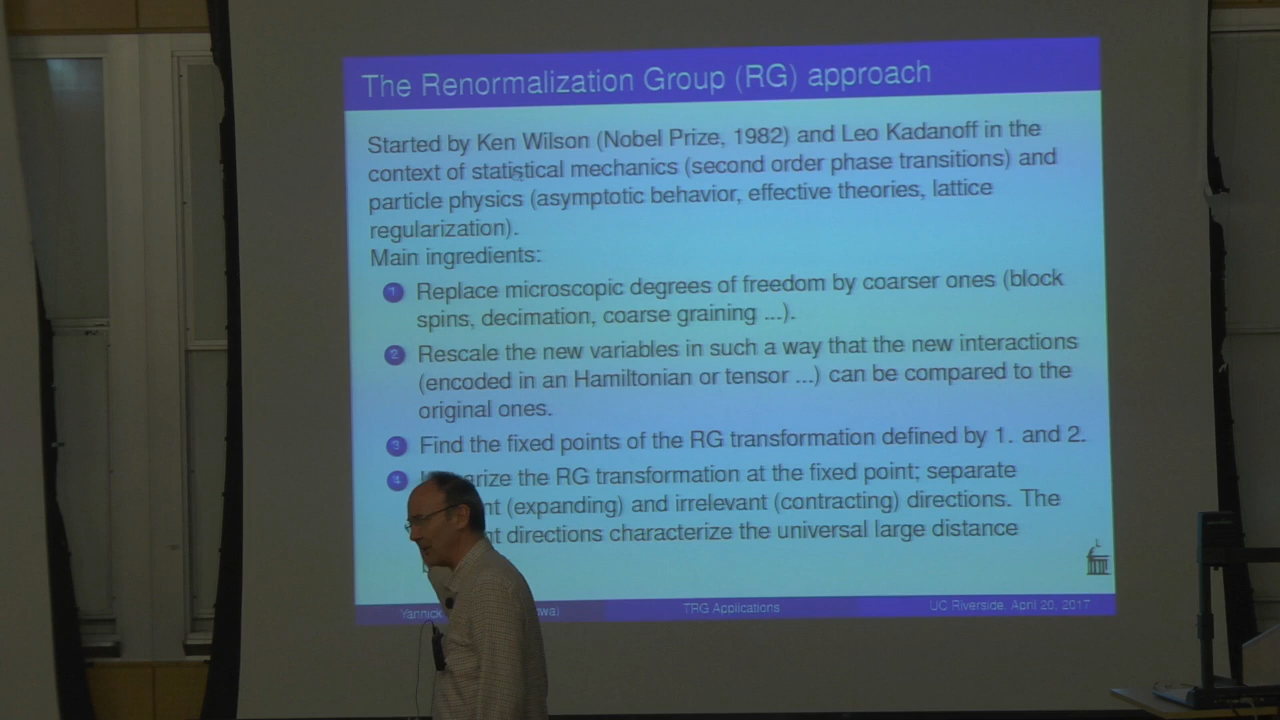 The Renormalization Group (RG) approach
Started by Ken Wilson (Nobel Prize, 1982) and Leo Kadanoff in the
context of statistical mechanics (second order phase transitions) and
particle physics (asymptotic behavior, effective theories, lattice
regularization).
Main ingredients:
1 Replace microscopic degrees of freedom by coarser ones (block
spins, decimation, coarse graining ...).
2 Rescale the new variables in such a way that the new interactions
(encoded in an Hamiltonian or tensor ...) can be compared to the
original ones.
3 Find the fixed points of the RG transformation defined by 1. and 2.
4 the RG transformation at the fixed point; separate
(expanding) and irrelevant (contracting) directions. The
directions characterize the universal large distance
Yannick
TRG Applications
UC Riverside, April 20, 2017